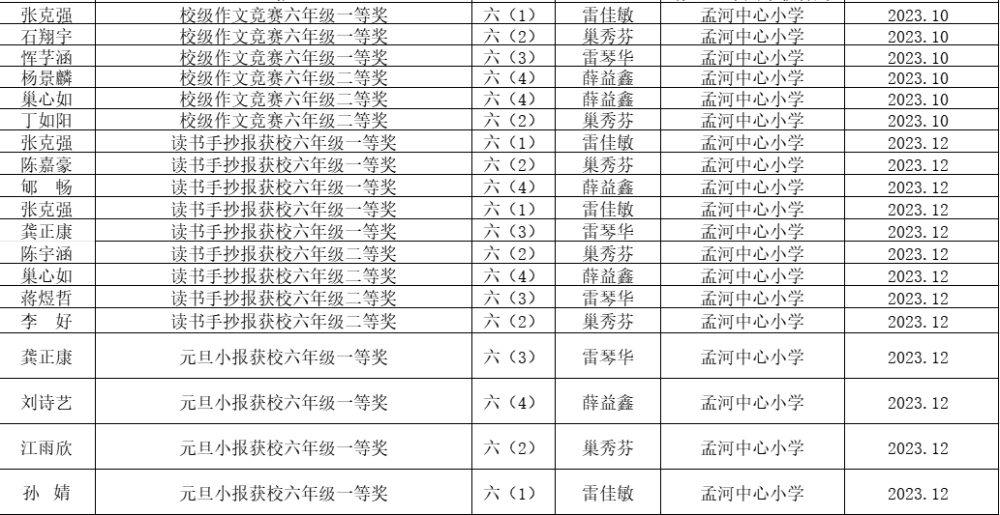 张克强 校级作文竞赛六年级一等奖 六（1） 雷佳敏 孟河中心小学 2023.10
石翔宇 校级作文竞赛六年级一等奖 六（2） 巢秀芬 孟河中心小学 2023.10
恽芓涵 校级作文竞赛六年级一等奖 六（3） 雷琴华 孟河中心小学 2023.10
杨景麟 校级作文竞赛六年级二等奖 六（4） 薛益鑫 孟河中心小学 2023.10
巢心如 校级作文竞赛六年级二等奖 六（4） 薛益鑫 孟河中心小学 2023.10
丁如阳 校级作文竞赛六年级二等奖 六（2） 巢秀芬 孟河中心小学 2023.10
张克强 读书手抄报获校六年级一等奖 六（1） 雷佳敏 孟河中心小学 2023.12
陈嘉豪 读书手抄报获校六年级一等奖 六（2） 巢秀芬 孟河中心小学 2023.12
郇　畅 读书手抄报获校六年级一等奖 六（4） 薛益鑫 孟河中心小学 2023.12
张克强 读书手抄报获校六年级一等奖 六（1） 雷佳敏 孟河中心小学 2023.12
龚正康 读书手抄报获校六年级一等奖 六（3） 雷琴华 孟河中心小学 2023.12
陈宇涵 读书手抄报获校六年级二等奖 六（2） 巢秀芬 孟河中心小学 2023.12
巢心如 读书手抄报获校六年级二等奖 六（4） 薛益鑫 孟河中心小学 2023.12
蒋煜哲 读书手抄报获校六年级二等奖 六（3） 雷琴华 孟河中心小学 2023.12
李　好 读书手抄报获校六年级二等奖 六（2） 巢秀芬 孟河中心小学 2023.12
龚正康 元旦小报获校六年级一等奖 六（3） 雷琴华 孟河中心小学 2023.12
刘诗艺 元旦小报获校六年级一等奖 六（4） 薛益鑫 孟河中心小学 2023.12
江雨欣 元旦小报获校六年级一等奖 六（2） 巢秀芬 孟河中心小学 2023.12
孙　婧 元旦小报获校六年级一等奖 六（1） 雷佳敏 孟河中心小学 2023.12